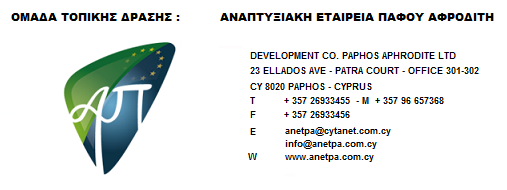 ΟΜΑΔΑ ΤΟΠΙΚΗΣ ΔΡΑΣΗΣ : ΑΝΑΠΤΥΞΙΑΚΗ ΕΤΑΙΡΕΙΑ ΠΑΦΟΥ ΑΦΡΟΔΙΤΗ
ΑΠ
DEVELOPMENT CO. PAPHOS APHRODITE LTD
23 ELLADOS AVE - PATRA COURT - OFFICE 301-302
CY 8020 PAPHOS - CYPRUS
T + 357 26933455 - M + 357 96 657368
F + 357 26933456
E anetpa@cytanet.com.cy
info@anetpa.com.cy
W www.anetpa.com.cy